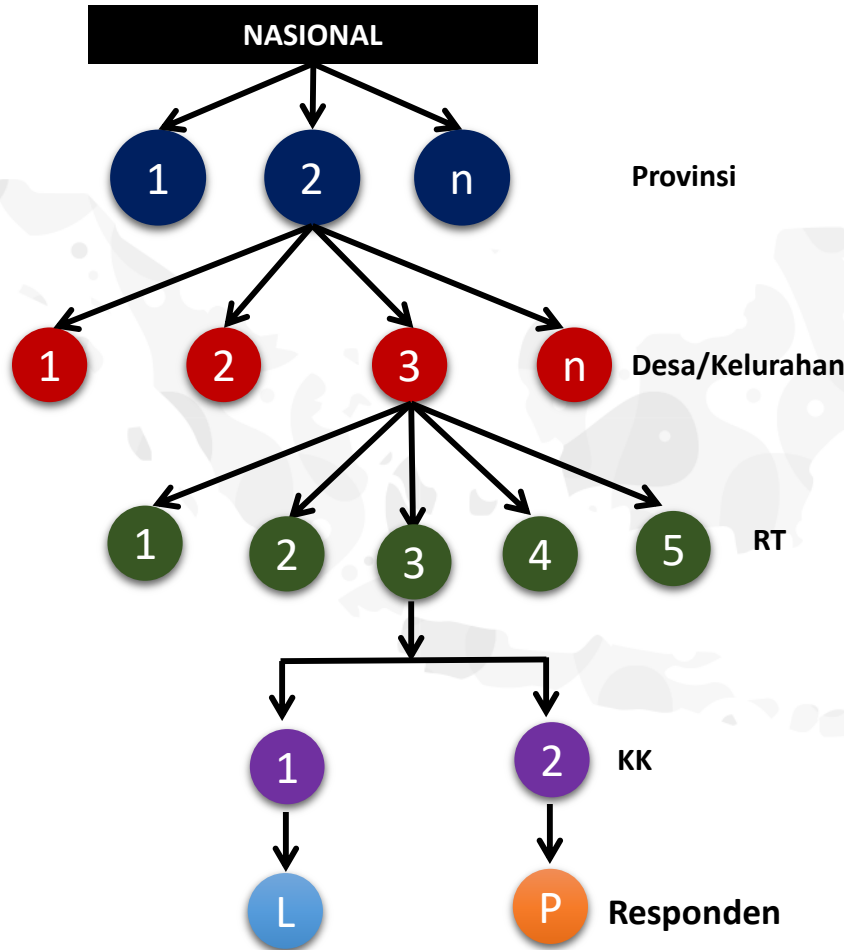 NASIONAL
1 2 n Provinsi
1 2 3 n Desa/Kelurahan
1 2 3 4 5 RT
1 2 KK
L P Responden